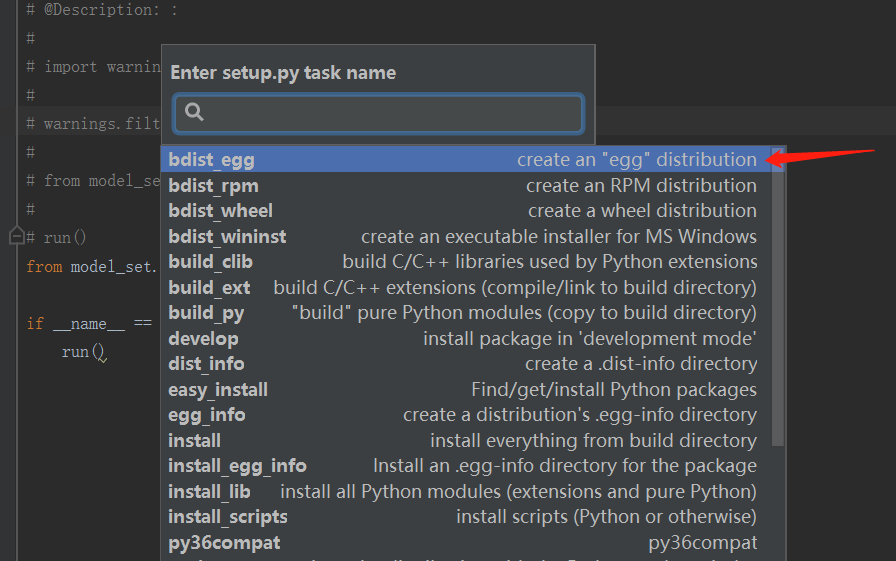 # @Description: :
#
# import warnin
#
# warnings.filt
#
# from model_se
#
# run()
from model_set.
if __name__ ==
run()
Enter setup.py task name
bdist_egg create an "egg" distribution
bdist_rpm create an RPM distribution
bdist_wheel create a wheel distribution
bdist_wininst create an executable installer for MS Windows
build_clib build C/C++ libraries used by Python extensions
build_ext build C/C++ extensions (compile/link to build directory)
build_py "build" pure Python modules (copy to build directory)
develop install package in 'development mode'
dist_info create a .dist-info directory
easy_install Find/get/install Python packages
egg_info create a distribution's .egg-info directory
install install everything from build directory
install_egg_info Install an .egg-info directory for the package
install_lib install all Python modules (extensions and pure Python)
install_scripts install scripts (Python or otherwise)
py36compat py36compat